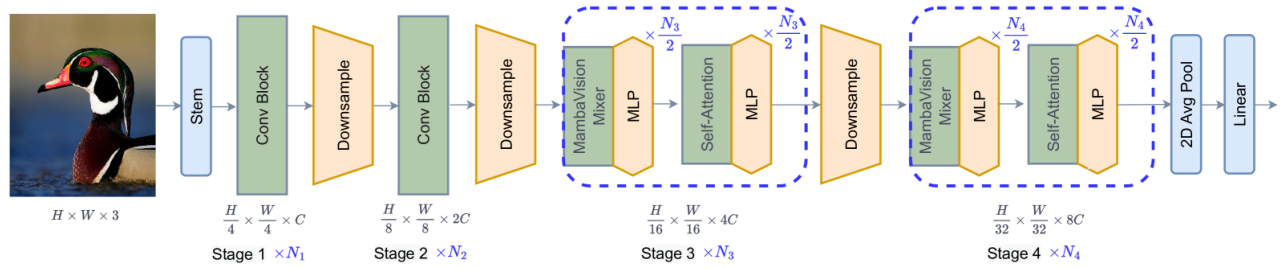 H × W × 3
Stem
Conv Block
H/4 × W/4 × C
Stage 1 ×N₁
Downsample
Conv Block
H/8 × W/8 × 2C
Stage 2 ×N₂
Downsample
MambaVision
Mixer
MLP
× N₃/2
Self-Attention
MLP
× N₃/2
H/16 × W/16 × 4C
Stage 3 ×N₃
Downsample
MambaVision
Mixer
MLP
× N₄/2
Self-Attention
MLP
× N₄/2
H/32 × W/32 × 8C
Stage 4 ×N₄
2D Avg Pool
Linear